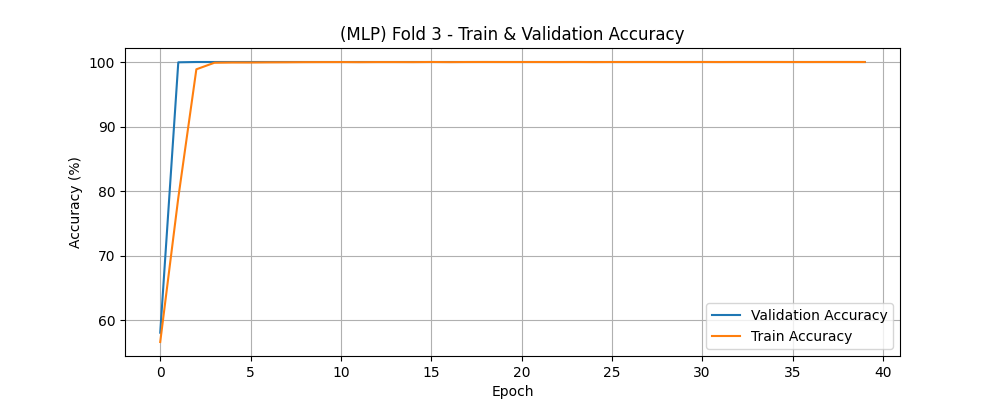 (MLP) Fold 3 - Train & Validation Accuracy
Accuracy (%)
100
90
80
70
60
Validation Accuracy
Train Accuracy
0 5 10 15 20 25 30 35 40
Epoch